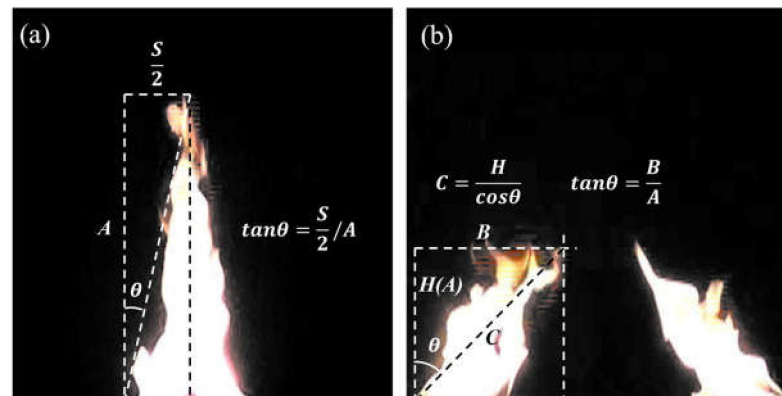 (a)
S/2
A
θ
tanθ = S/2 /A
(b)
C = H/cosθ
tanθ = B/A
B
H(A)
C
θ